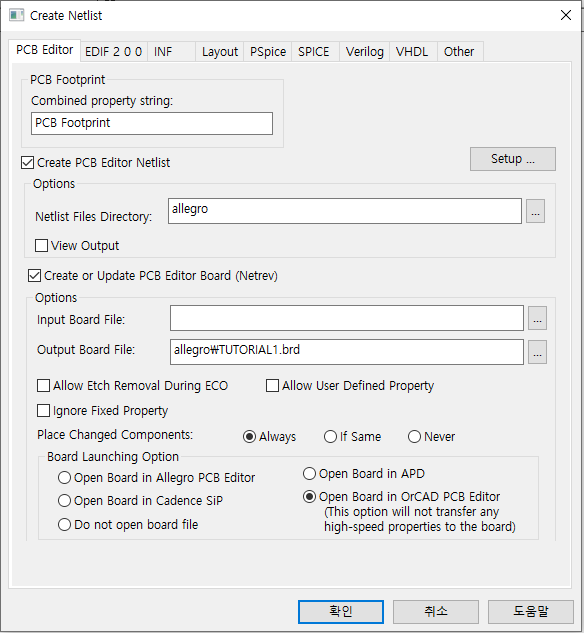 Create Netlist
PCB Editor EDIF 2 0 0 INF Layout PSpice SPICE Verilog VHDL Other
PCB Footprint
Combined property string:
PCB Footprint
Create PCB Editor Netlist
Setup ...
Options
Netlist Files Directory: allegro ...
View Output
Create or Update PCB Editor Board (Netrev)
Options
Input Board File: ...
Output Board File: allegro₩TUTORIAL1.brd ...
Allow Etch Removal During ECO Allow User Defined Property
Ignore Fixed Property
Place Changed Components: Always If Same Never
Board Launching Option
Open Board in Allegro PCB Editor
Open Board in Cadence SiP
Do not open board file
Open Board in APD
Open Board in OrCAD PCB Editor
(This option will not transfer any
high-speed properties to the board)
확인 취소 도움말